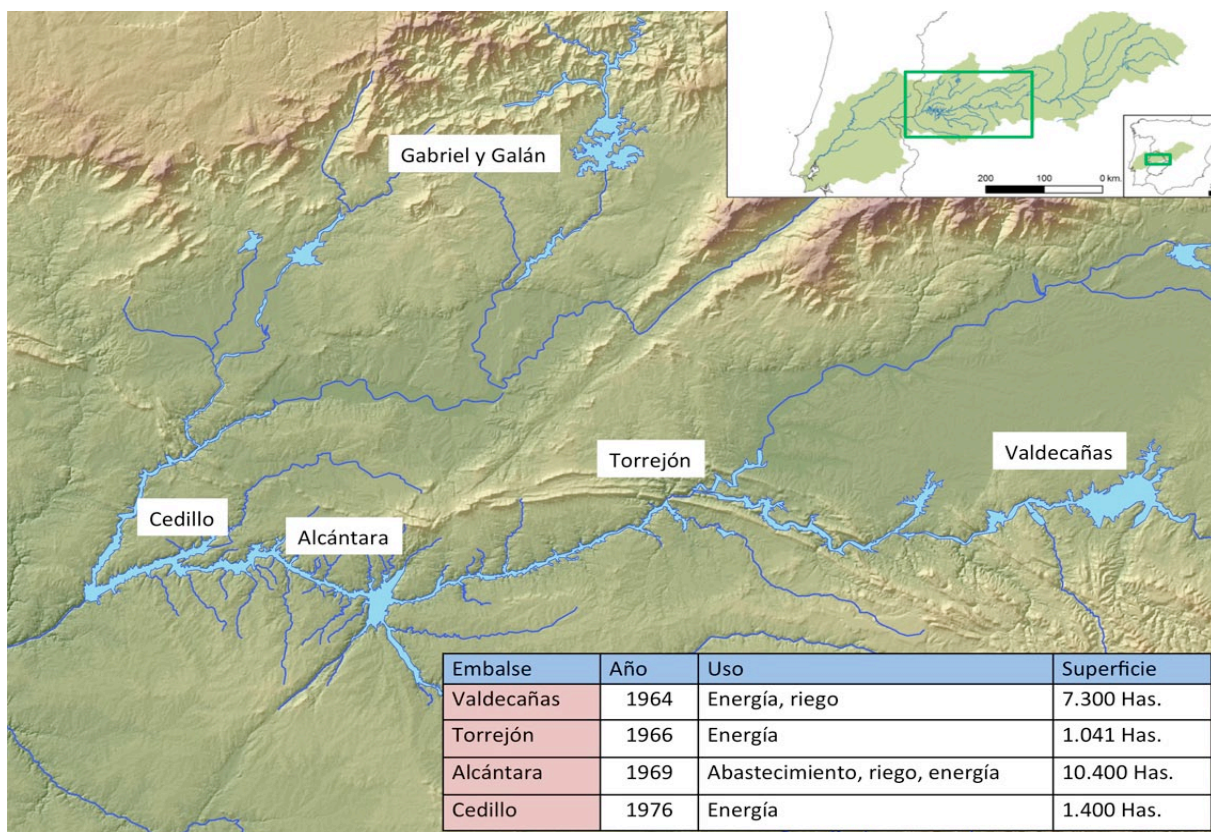 Gabriel y Galán
200 100 0 km.
Torrejón
Valdecañas
Cedillo
Alcántara
Embalse Año Uso Superficie
Valdecañas 1964 Energía, riego 7.300 Has.
Torrejón 1966 Energía 1.041 Has.
Alcántara 1969 Abastecimiento, riego, energía 10.400 Has.
Cedillo 1976 Energía 1.400 Has.